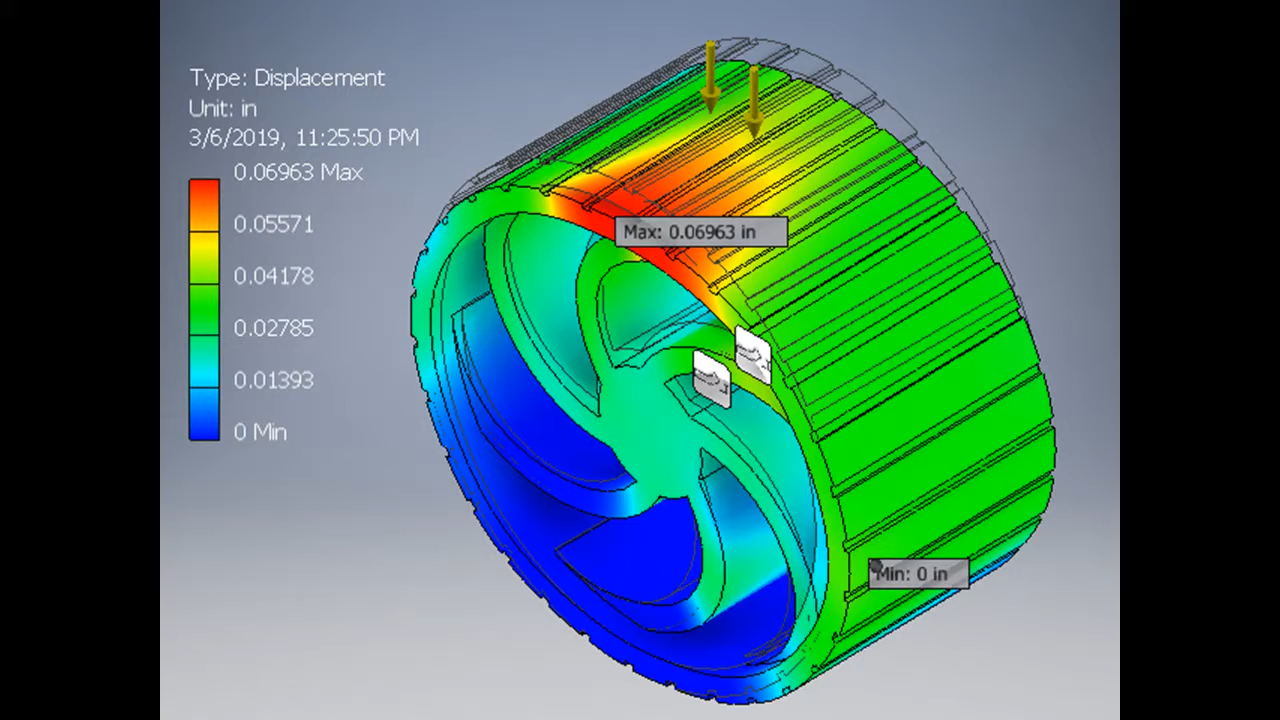 Type: Displacement
Unit: in
3/6/2019, 11:25:50 PM
0.06963 Max
0.05571
0.04178
0.02785
0.01393
0 Min
Max: 0.06963 in
Min: 0 in